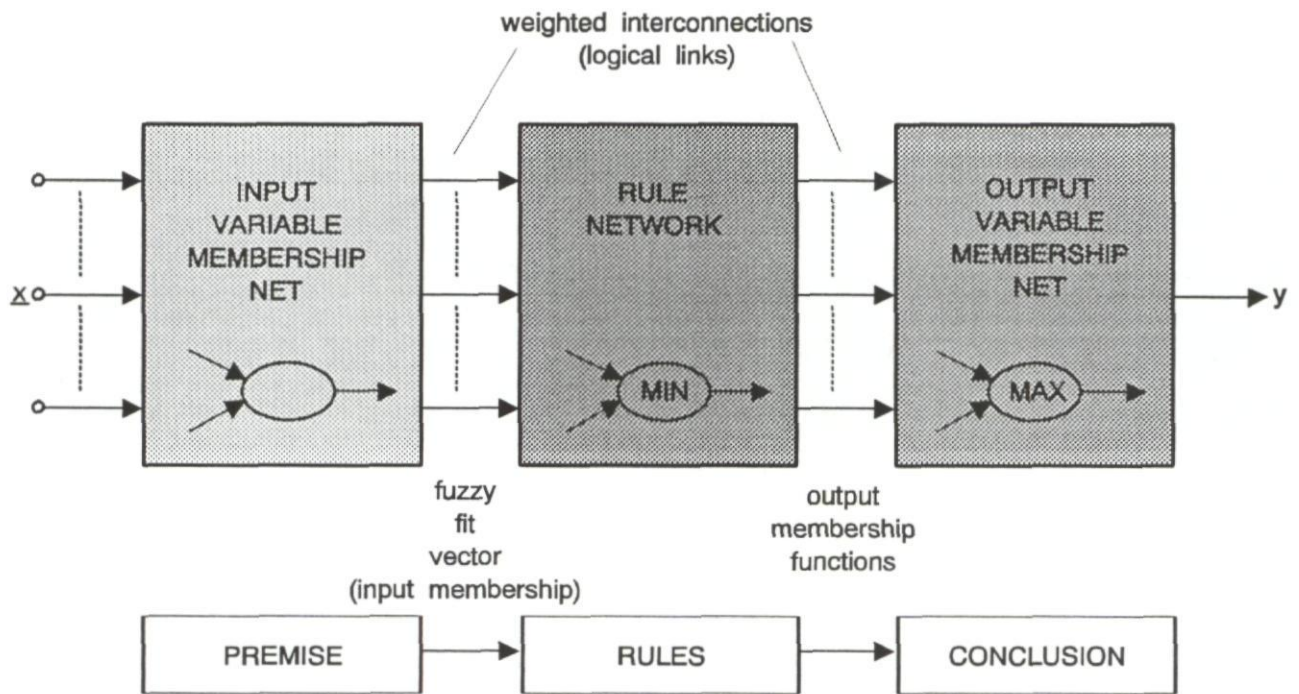 weighted interconnections
(logical links)
INPUT
VARIABLE
MEMBERSHIP
NET
RULE
NETWORK
MIN
OUTPUT
VARIABLE
MEMBERSHIP
NET
MAX
x
y
fuzzy
fit
vector
(input membership)
output
membership
functions
PREMISE
RULES
CONCLUSION